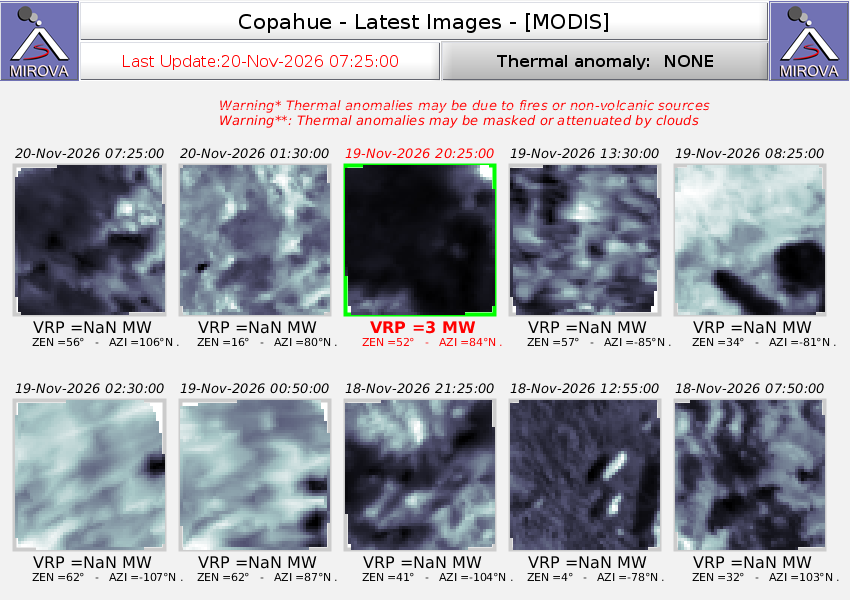 Copahue - Latest Images - [MODIS]
MIROVA
Last Update:20-Nov-2026 07:25:00
Thermal anomaly: NONE
MIROVA
Warning* Thermal anomalies may be due to fires or non-volcanic sources
Warning**: Thermal anomalies may be masked or attenuated by clouds
20-Nov-2026 07:25:00 20-Nov-2026 01:30:00 19-Nov-2026 20:25:00 19-Nov-2026 13:30:00 19-Nov-2026 08:25:00
VRP =NaN MW VRP =NaN MW VRP =3 MW VRP =NaN MW VRP =NaN MW
ZEN =56° - AZI =106°N . ZEN =16° - AZI =80°N . ZEN =52° - AZI =84°N . ZEN =57° - AZI =-85°N . ZEN =34° - AZI =-81°N .
19-Nov-2026 02:30:00 19-Nov-2026 00:50:00 18-Nov-2026 21:25:00 18-Nov-2026 12:55:00 18-Nov-2026 07:50:00
VRP =NaN MW VRP =NaN MW VRP =NaN MW VRP =NaN MW VRP =NaN MW
ZEN =62° - AZI =-107°N . ZEN =62° - AZI =87°N . ZEN =41° - AZI =-104°N . ZEN =4° - AZI =-78°N . ZEN =32° - AZI =103°N .